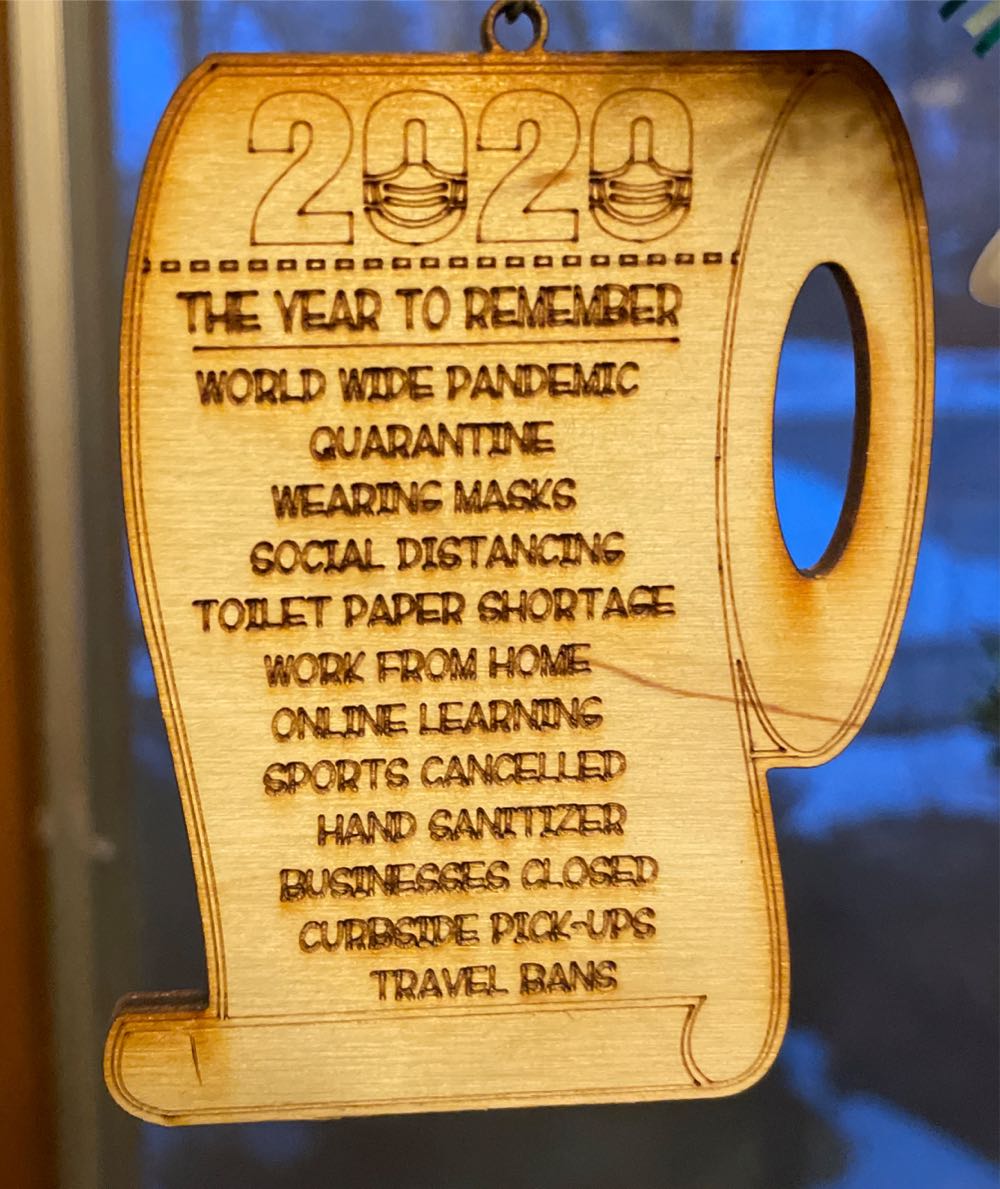 2020
THE YEAR TO REMEMBER
WORLD WIDE PANDEMIC
QUARANTINE
WEARING MASKS
SOCIAL DISTANCING
TOILET PAPER SHORTAGE
WORK FROM HOME
ONLINE LEARNING
SPORTS CANCELLED
HAND SANITIZER
BUSINESSES CLOSED
CURBSIDE PICK-UPS
TRAVEL BANS